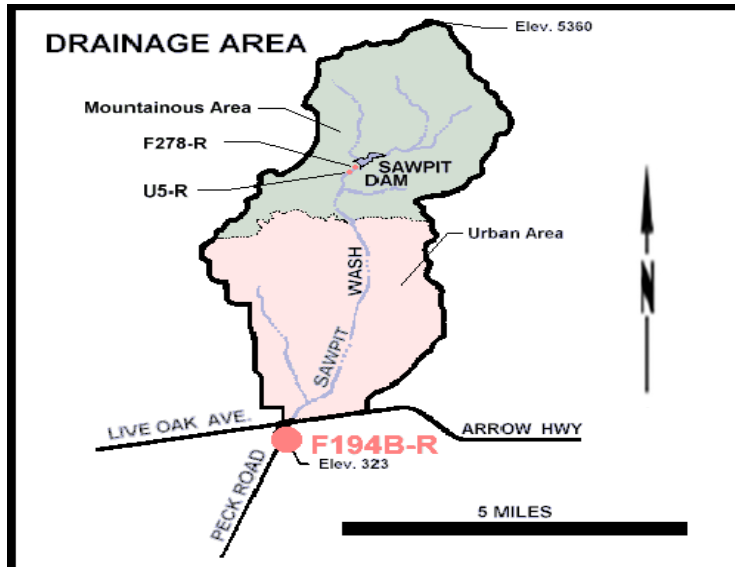 DRAINAGE AREA
Elev. 5360
Mountainous Area
F278-R
SAWPIT
DAM
U5-R
Urban Area
WASH
SAWPIT
N
LIVE OAK AVE.
ARROW HWY
F194B-R
Elev. 323
PECK ROAD
5 MILES